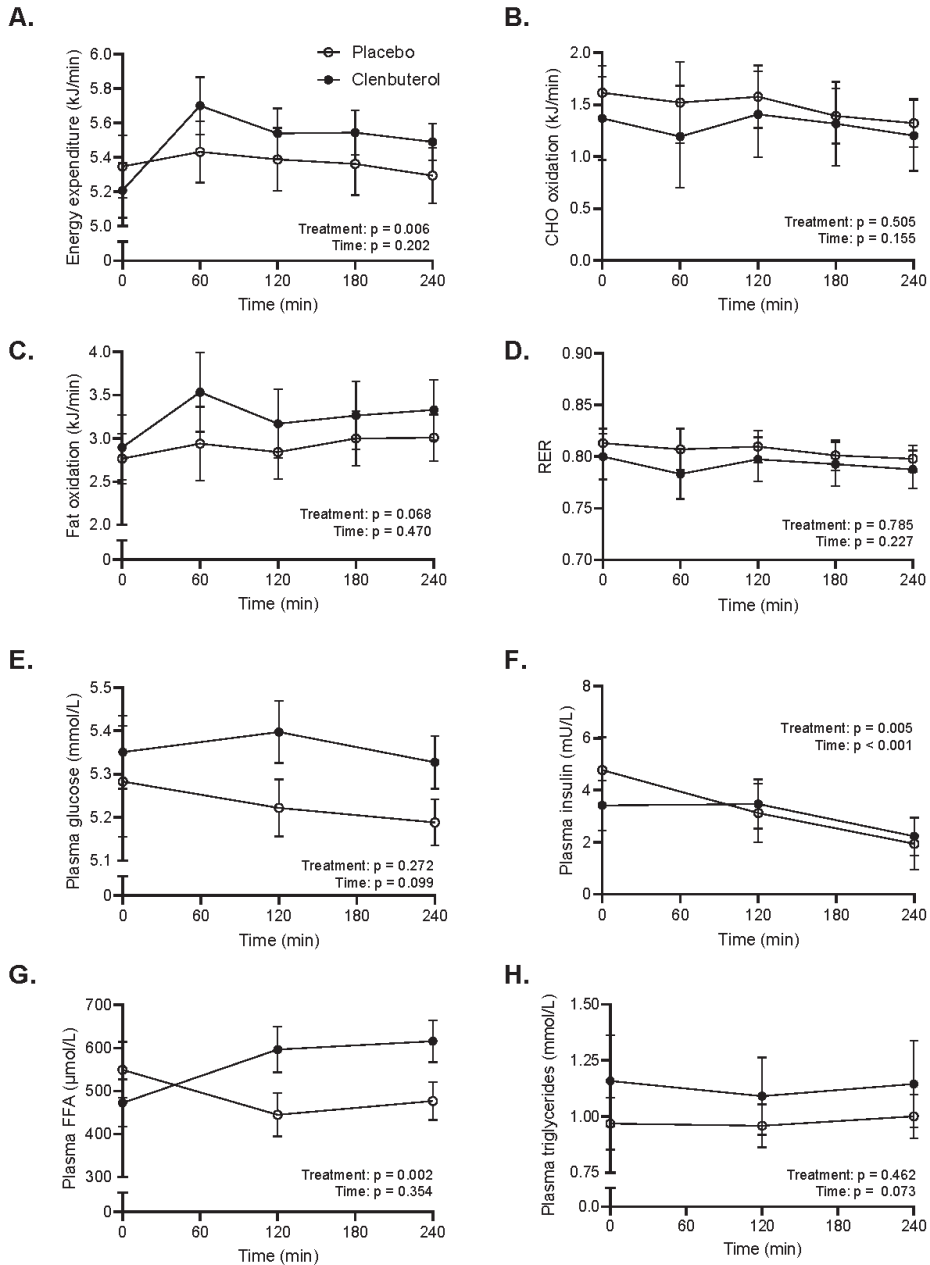 A.
Placebo
Clenbuterol
Energy expenditure (kJ/min)
6.0
5.8
5.6
5.4
5.2
5.0
0
Treatment: p = 0.006
Time: p = 0.202
0 60 120 180 240
Time (min)
B.
CHO oxidation (kJ/min)
2.0
1.5
1.0
0.5
0.0
Treatment: p = 0.505
Time: p = 0.155
0 60 120 180 240
Time (min)
C.
Fat oxidation (kJ/min)
4.0
3.5
3.0
2.5
2.0
0
Treatment: p = 0.068
Time: p = 0.470
0 60 120 180 240
Time (min)
D.
RER
0.90
0.85
0.80
0.75
0.70
Treatment: p = 0.785
Time: p = 0.227
0 60 120 180 240
Time (min)
E.
Plasma glucose (mmol/L)
5.5
5.4
5.3
5.2
5.1
0
Treatment: p = 0.272
Time: p = 0.099
0 60 120 180 240
Time (min)
F.
Plasma insulin (mU/L)
8
6
4
2
0
Treatment: p = 0.005
Time: p < 0.001
0 60 120 180 240
Time (min)
G.
Plasma FFA (µmol/L)
700
600
500
400
300
0
Treatment: p = 0.002
Time: p = 0.354
0 60 120 180 240
Time (min)
H.
Plasma triglycerides (mmol/L)
1.50
1.25
1.00
0.75
0.0
Treatment: p = 0.462
Time: p = 0.073
0 60 120 180 240
Time (min)